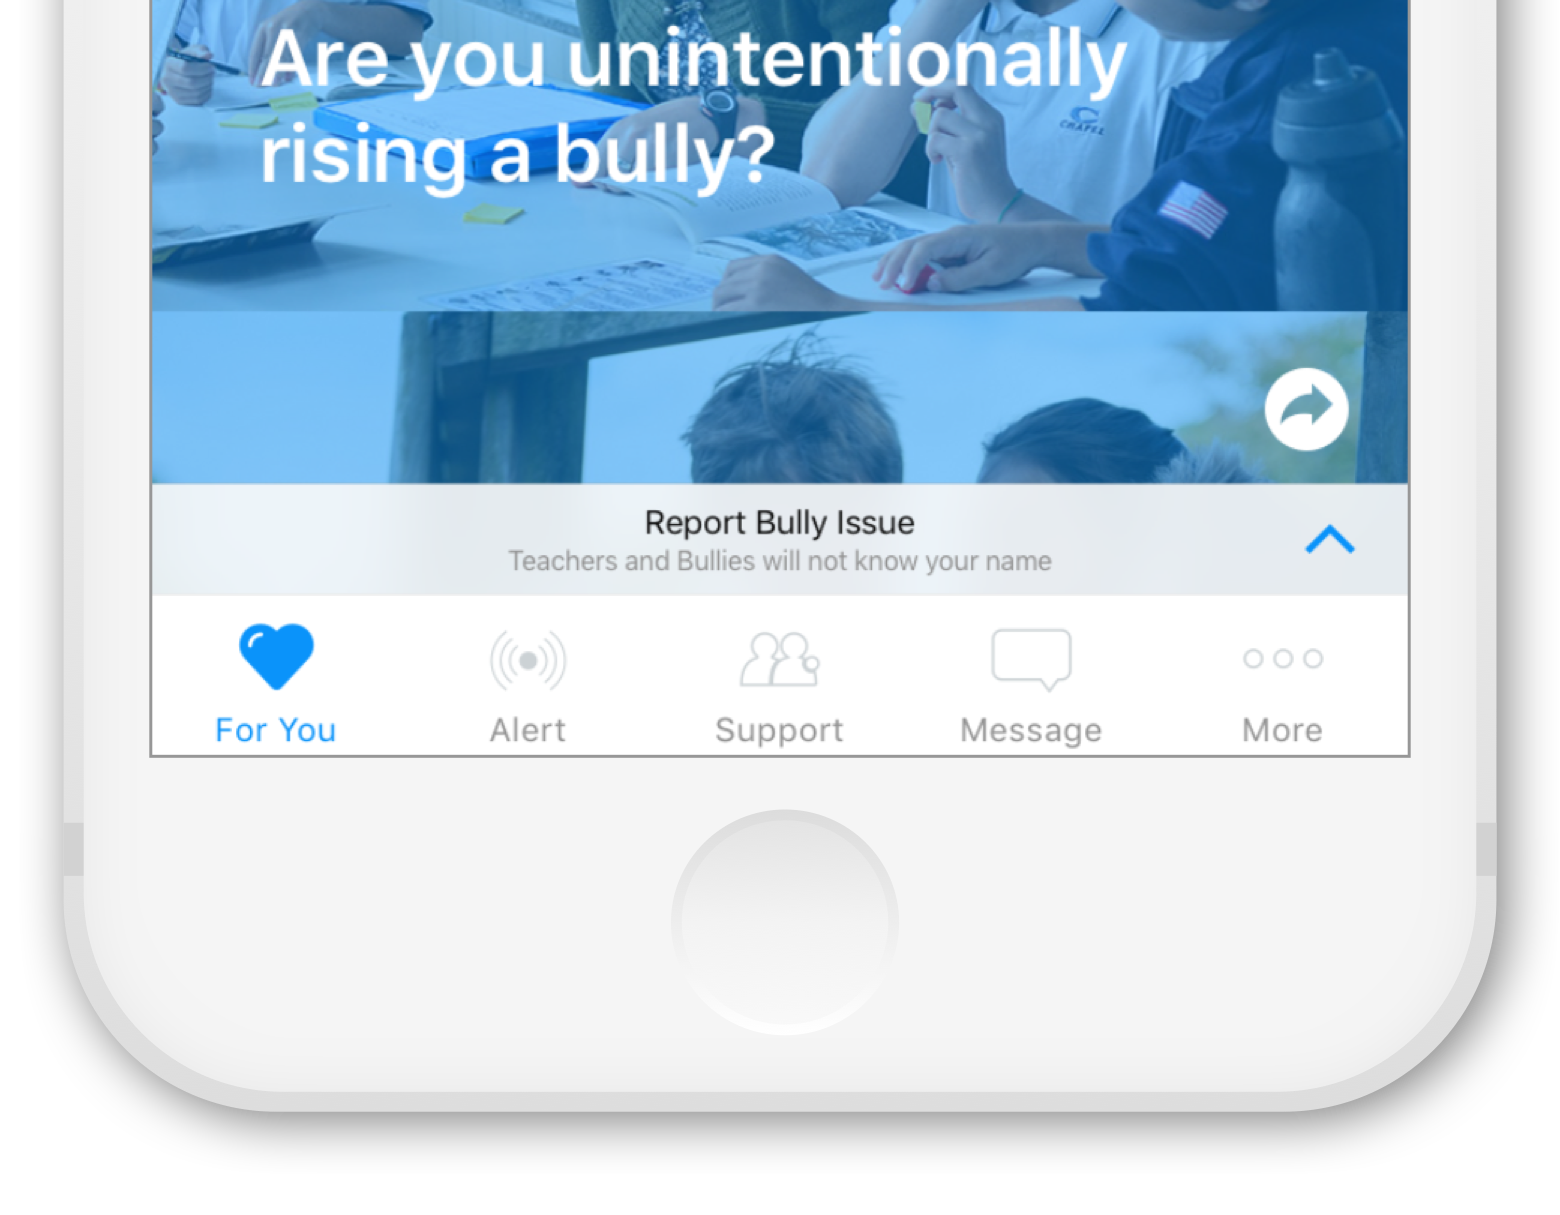 Are you unintentionally
rising a bully?
CHAPEL
Report Bully Issue
Teachers and Bullies will not know your name
For You
Alert
Support
Message
More